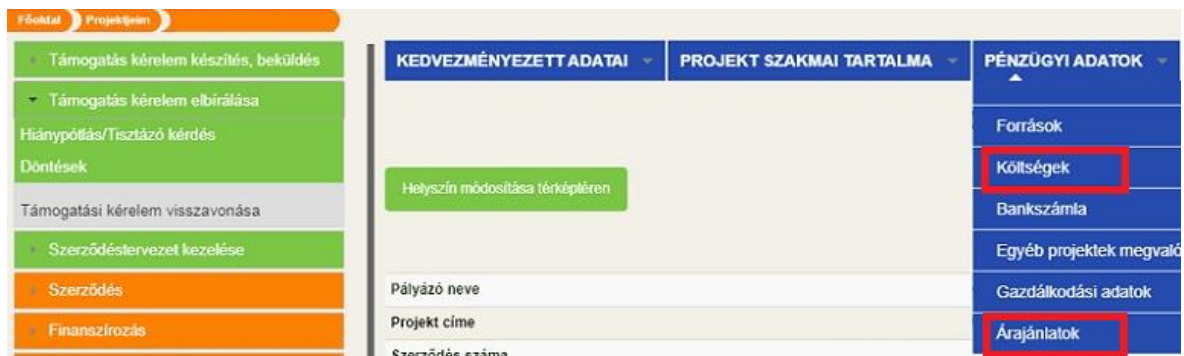 Főoldal Projektjeim
Támogatás kérelem készítés, beküldés
Támogatás kérelem elbírálása
Hiánypótlás/Tisztázó kérdés
Döntések
Támogatási kérelem visszavonása
Szerződéstervezet kezelése
Szerződés
Finanszírozás
KEDVEZMÉNYEZETT ADATAI PROJEKT SZAKMAI TARTALMA PÉNZÜGYI ADATOK
Források
Költségek
Bankszámla
Egyéb projektek megvaló
Gazdálkodási adatok
Árajánlatok
Helyszín módosítása térképtéren
Pályázó neve
Projekt címe
Szerződés száma